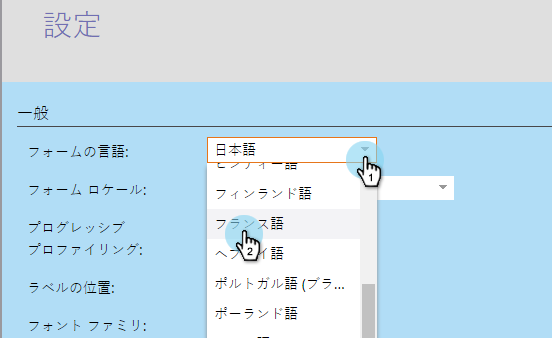 設定
一般
フォームの言語:
日本語
1
ヒンディー語
フォーム ロケール:
フィンランド語
プログレッシブ
プロファイリング:
フランス語
2
ヘブライ語
ラベルの位置:
ポルトガル語 (ブラ...
ポーランド語
フォント ファミリ: